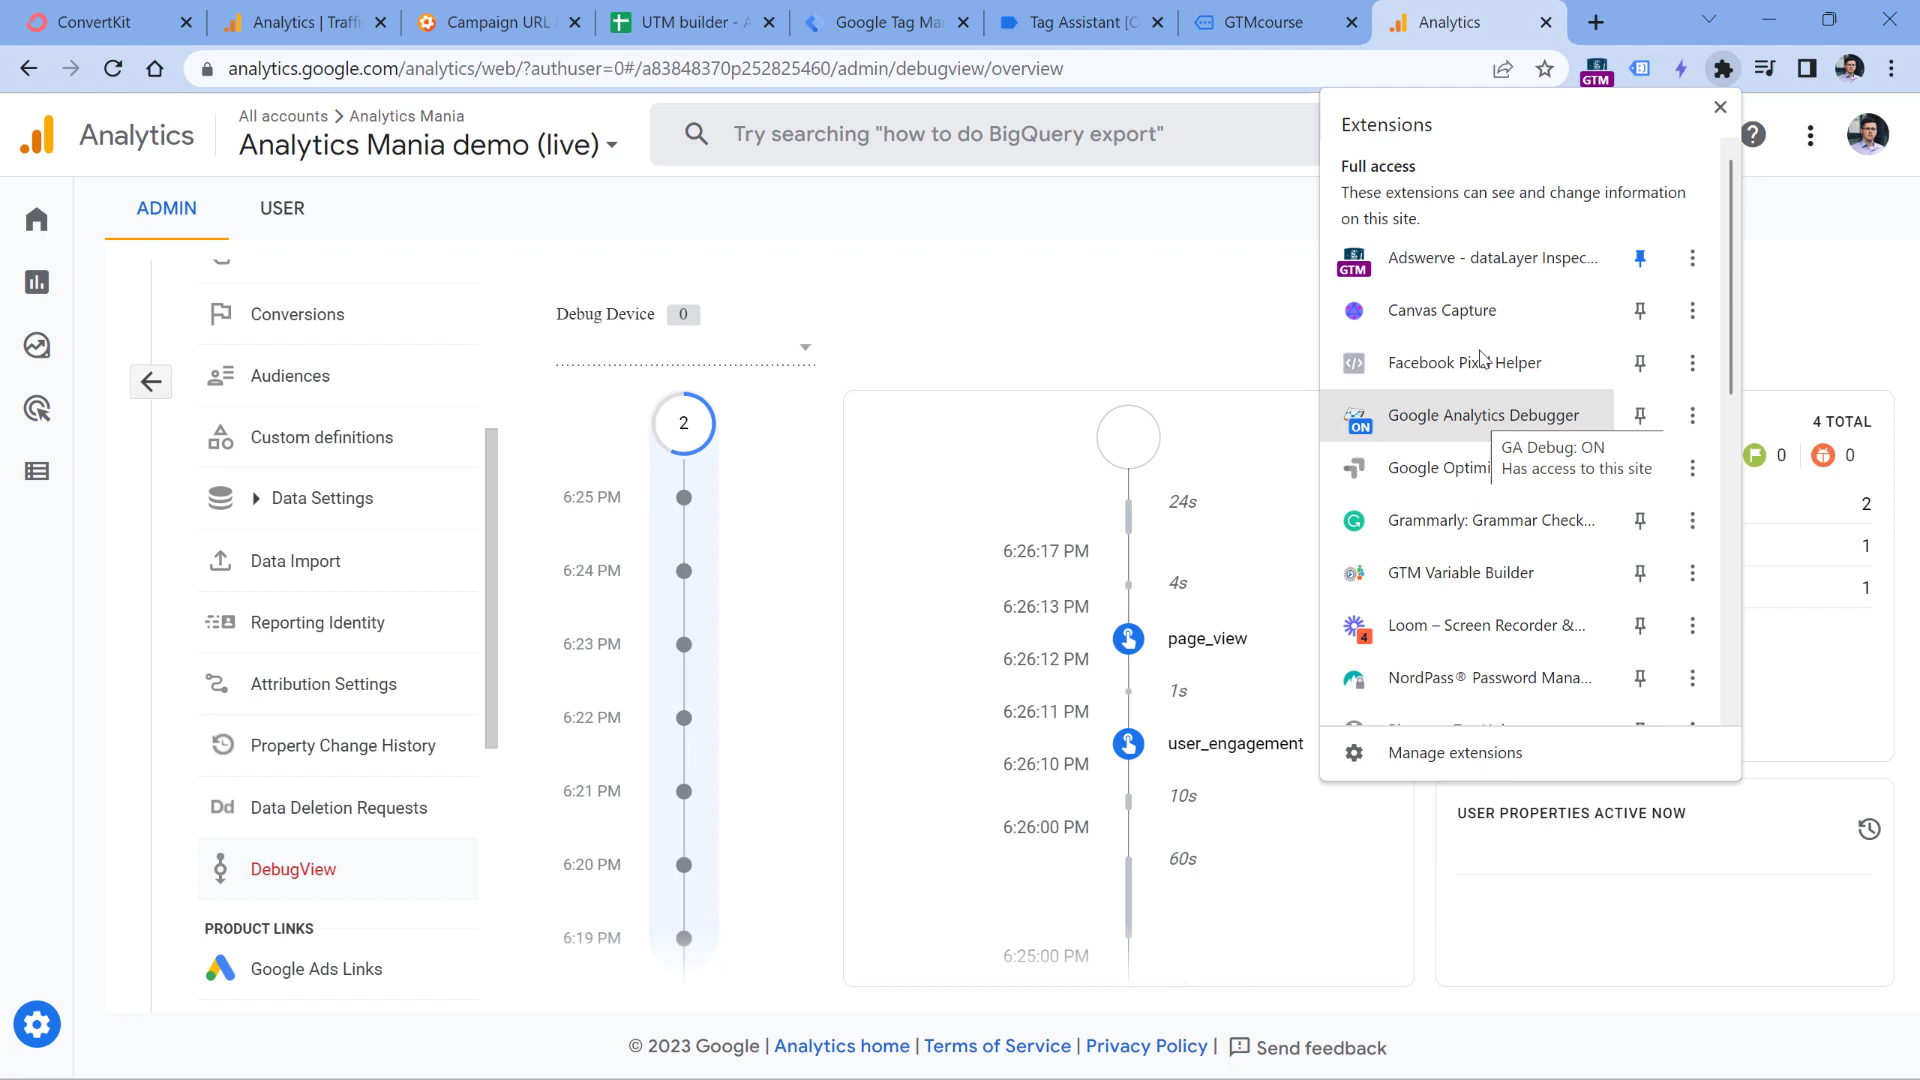 ConvertKit
Analytics | Traffi
Campaign URL
UTM builder - A
Google Tag Ma
Tag Assistant [C
GTMcourse
Analytics
analytics.google.com/analytics/web/?authuser=0#/a83848370p252825460/admin/debugview/overview
GTM
Analytics
All accounts > Analytics Mania
Analytics Mania demo (live)
Try searching "how to do BigQuery export"
ADMIN
USER
Conversions
Audiences
Custom definitions
Data Settings
Data Import
Reporting Identity
Attribution Settings
Property Change History
Dd Data Deletion Requests
DebugView
PRODUCT LINKS
Google Ads Links
Debug Device 0
2
6:25 PM
6:24 PM
6:23 PM
6:22 PM
6:21 PM
6:20 PM
6:19 PM
24s
6:26:17 PM
4s
6:26:13 PM
page_view
6:26:12 PM
1s
6:26:11 PM
user_engagement
6:26:10 PM
10s
6:26:00 PM
60s
6:25:00 PM
Extensions
Full access
These extensions can see and change information
on this site.
GTM
Adswerve - dataLayer Inspec...
Canvas Capture
Facebook Pixel Helper
ON
Google Analytics Debugger
GA Debug: ON
Has access to this site
Google Optimi
Grammarly: Grammar Check...
GTM Variable Builder
4
Loom – Screen Recorder &...
NordPass® Password Mana...
Manage extensions
4 TOTAL
0
0
2
1
1
USER PROPERTIES ACTIVE NOW
© 2023 Google | Analytics home | Terms of Service | Privacy Policy | Send feedback